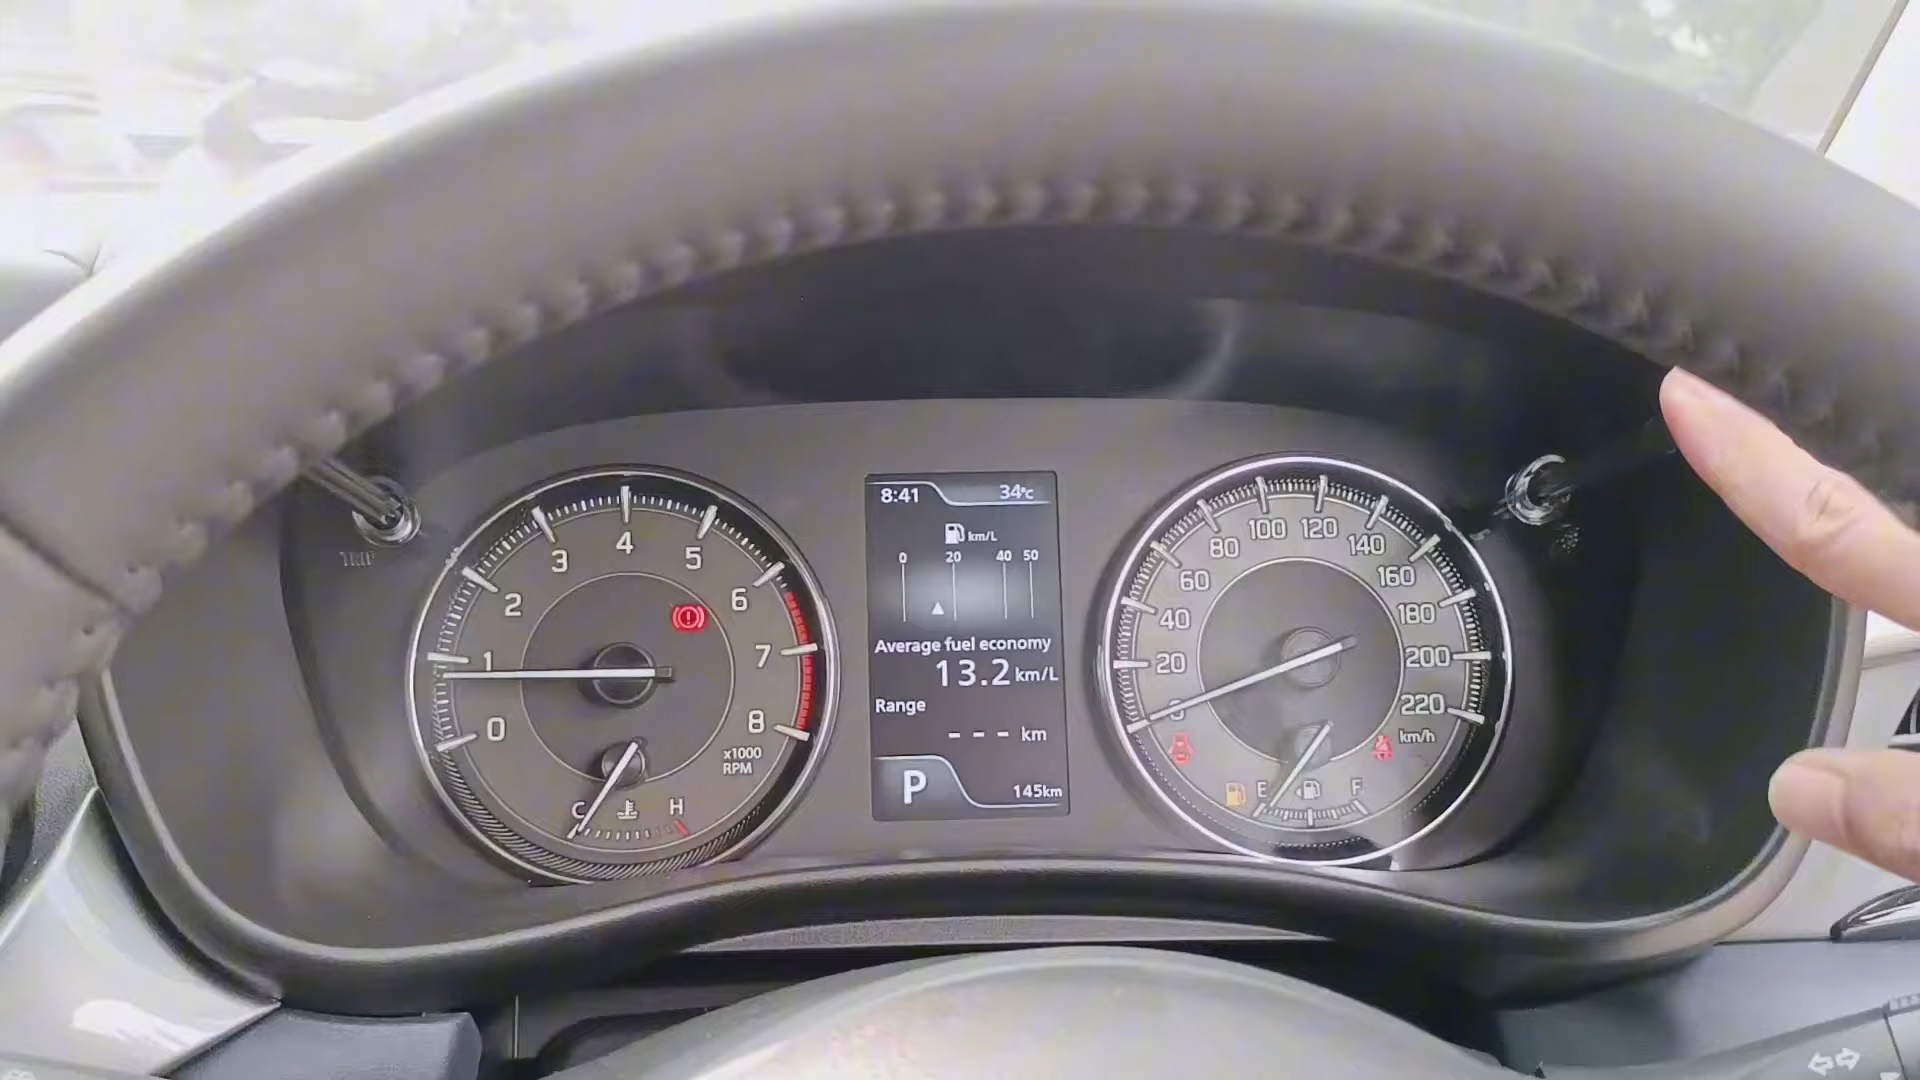 TRIP
0
1
2
3
4
5
6
7
8
x1000
RPM
C
H
8:41
34°c
km/L
0 20 40 50
Average fuel economy
13.2 km/L
Range
--- km
P
145km
0
20
40
60
80
100
120
140
160
180
200
220
km/h
E
F